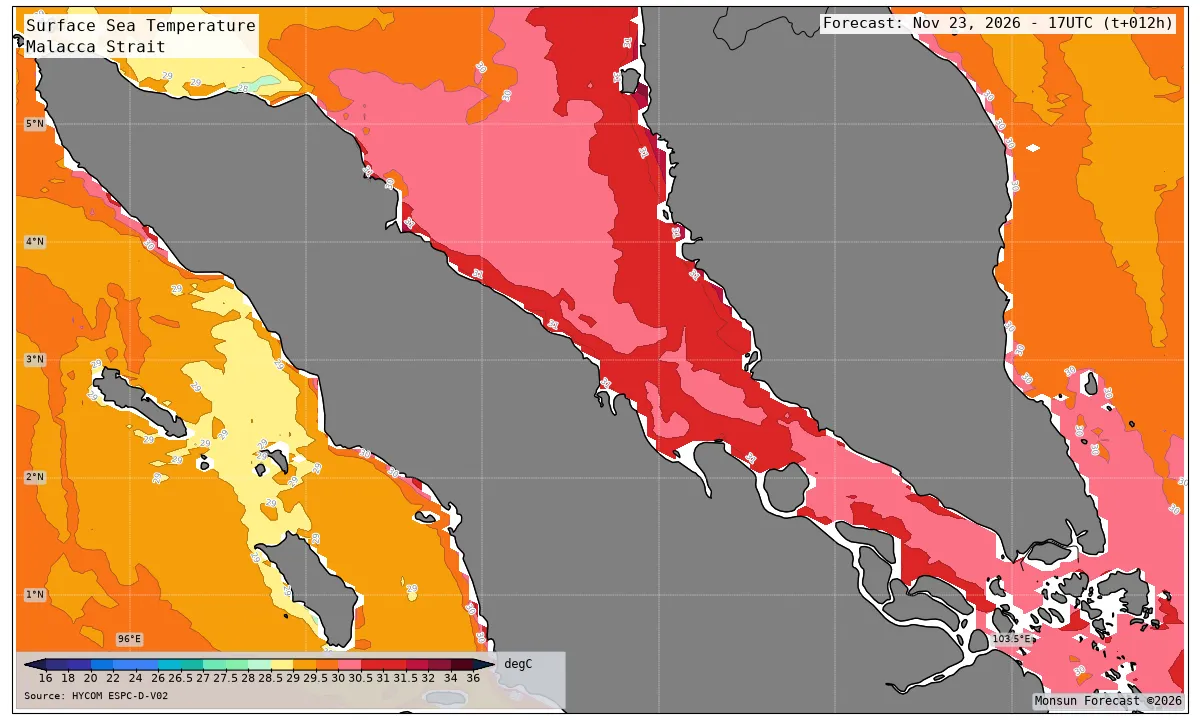 Surface Sea Temperature
Malacca Strait
Forecast: Nov 23, 2026 - 17UTC (t+012h)
5°N
4°N
3°N
2°N
1°N
96°E
103.5°E
degC
16 18 20 22 24 26 26.5 27 27.5 28 28.5 29 29.5 30 30.5 31 31.5 32 34 36
Source: HYCOM ESPC-D-V02
Monsun Forecast ©2026